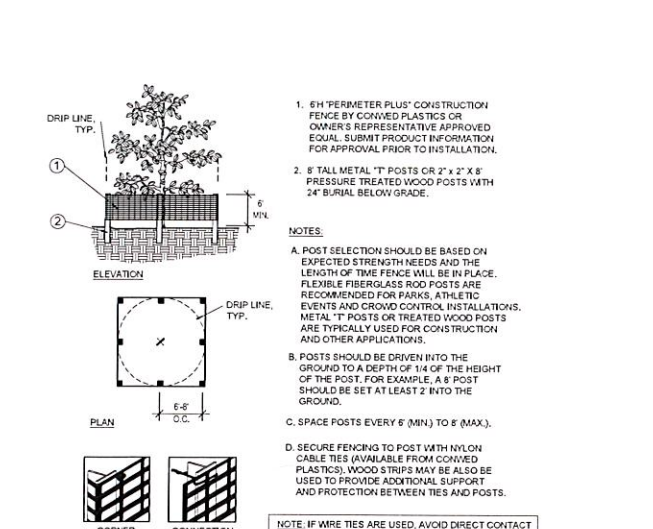 DRIP LINE,
TYP.
1
2
6'
MIN.
ELEVATION
DRIP LINE,
TYP.
6'-8'
O.C.
PLAN
CORNER
CONNECTION
1. 6'H "PERIMETER PLUS" CONSTRUCTION
FENCE BY CONWED PLASTICS OR
OWNER'S REPRESENTATIVE APPROVED
EQUAL. SUBMIT PRODUCT INFORMATION
FOR APPROVAL PRIOR TO INSTALLATION.
2. 8' TALL METAL "T" POSTS OR 2" x 2" X 8'
PRESSURE TREATED WOOD POSTS WITH
24" BURIAL BELOW GRADE.
NOTES:
A. POST SELECTION SHOULD BE BASED ON
EXPECTED STRENGTH NEEDS AND THE
LENGTH OF TIME FENCE WILL BE IN PLACE.
FLEXIBLE FIBERGLASS ROD POSTS ARE
RECOMMENDED FOR PARKS, ATHLETIC
EVENTS AND CROWD CONTROL INSTALLATIONS.
METAL "T" POSTS OR TREATED WOOD POSTS
ARE TYPICALLY USED FOR CONSTRUCTION
AND OTHER APPLICATIONS.
B. POSTS SHOULD BE DRIVEN INTO THE
GROUND TO A DEPTH OF 1/4 OF THE HEIGHT
OF THE POST. FOR EXAMPLE, A 8' POST
SHOULD BE SET AT LEAST 2' INTO THE
GROUND.
C. SPACE POSTS EVERY 6' (MIN.) TO 8' (MAX.).
D. SECURE FENCING TO POST WITH NYLON
CABLE TIES (AVAILABLE FROM CONWED
PLASTICS). WOOD STRIPS MAY BE ALSO BE
USED TO PROVIDE ADDITIONAL SUPPORT
AND PROTECTION BETWEEN TIES AND POSTS.
NOTE: IF WIRE TIES ARE USED, AVOID DIRECT CONTACT